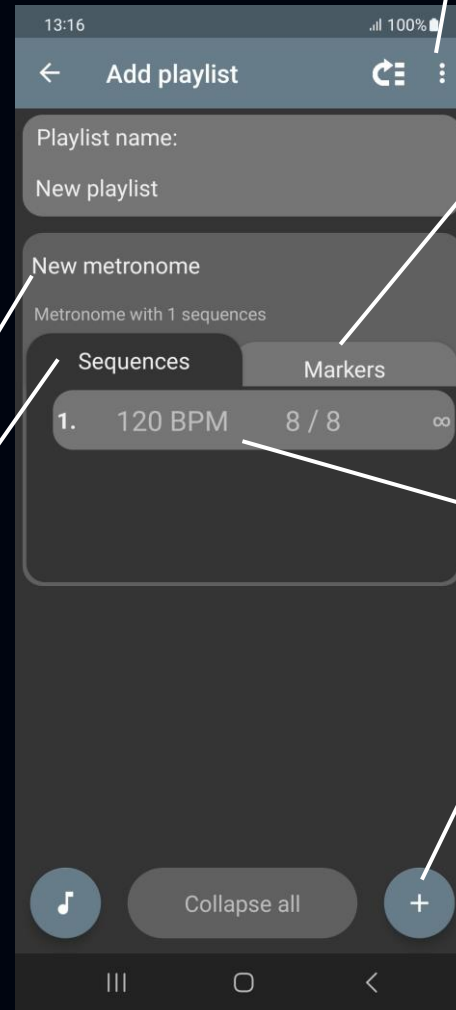 13:16 100%
Add playlist
Playlist name:
New playlist
New metronome
Metronome with 1 sequences
Sequences Markers
1. 120 BPM 8 / 8 ∞
Collapse all +